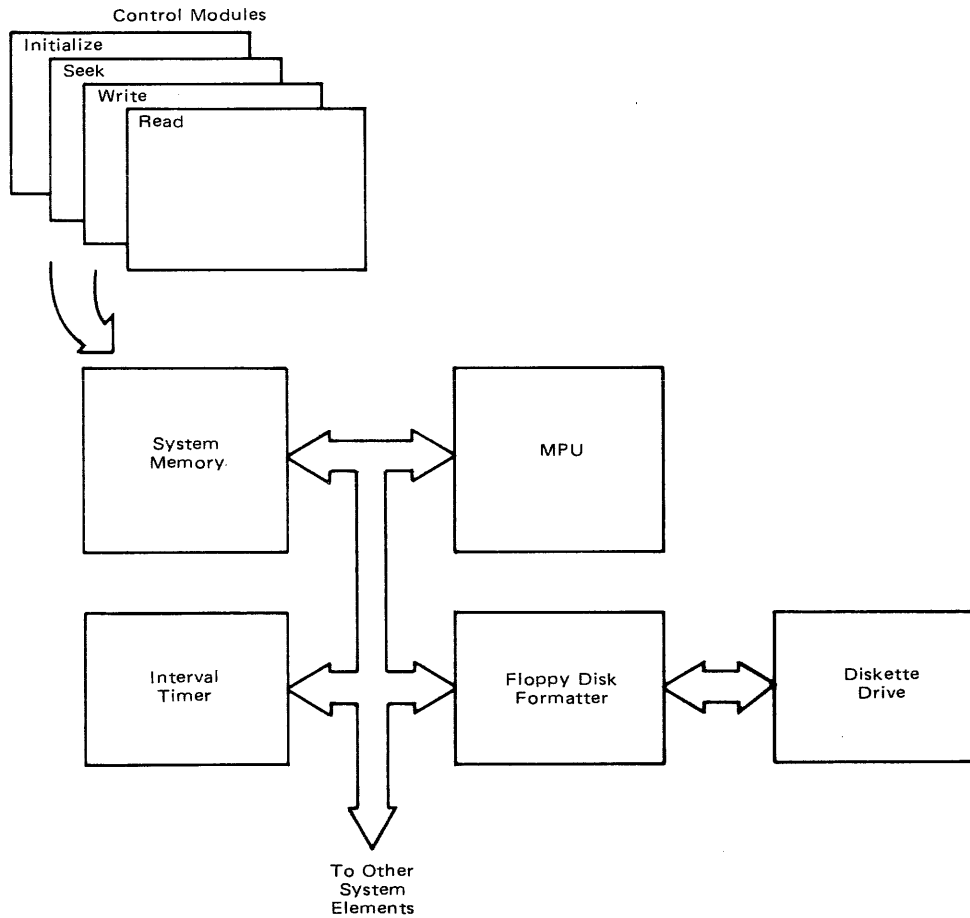 Control Modules
Initialize
Seek
Write
Read
System
Memory
MPU
Interval
Timer
Floppy Disk
Formatter
Diskette
Drive
To Other
System
Elements